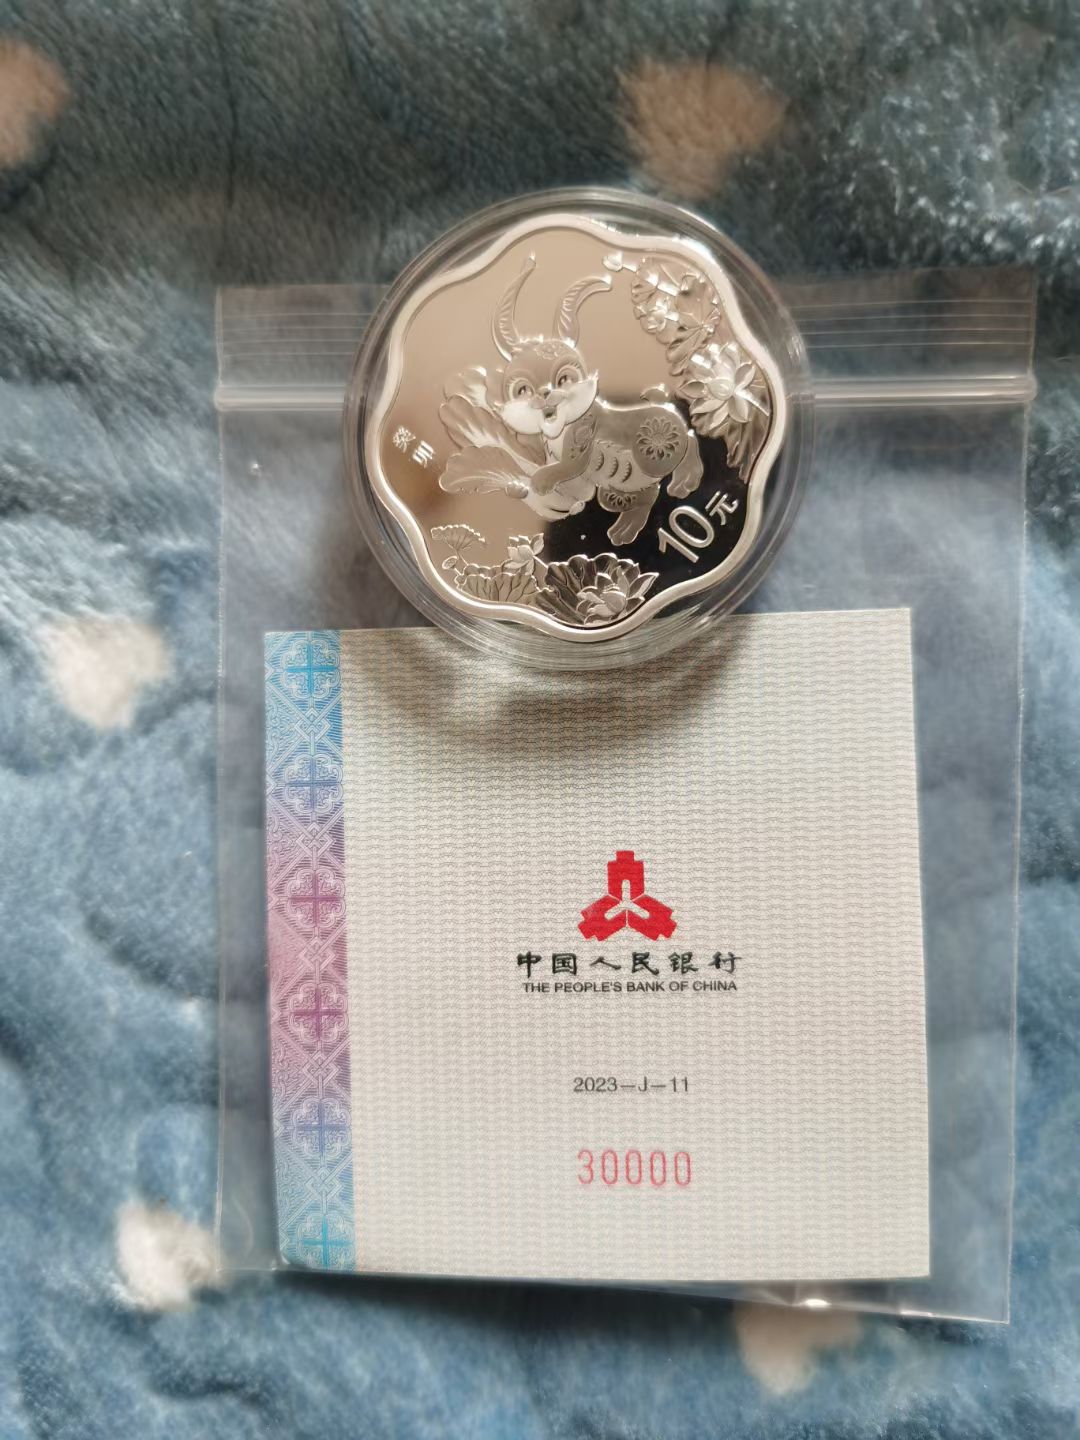 癸
卯
10元
中国人民银行
THE PEOPLE'S BANK OF CHINA
2023—J—11
30000